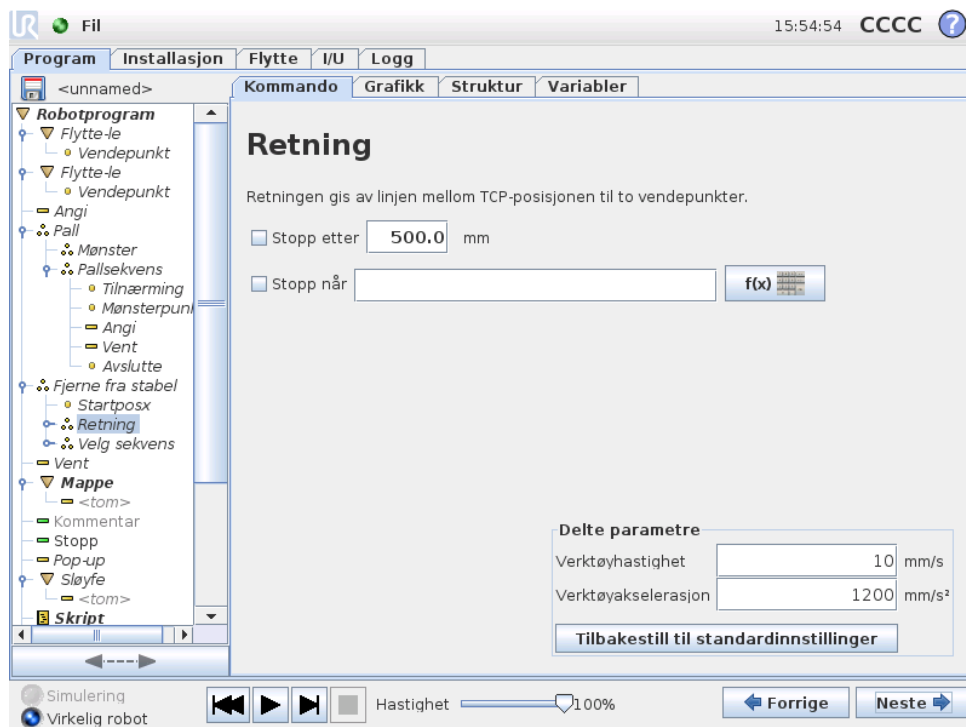 UR Fil 15:54:54 CCCC ?
Program Installasjon Flytte I/U Logg
<unnamed>
Robotprogram
Flytte-le
Vendepunkt
Flytte-le
Vendepunkt
Angi
Pall
Mønster
Pallsekvens
Tilnærming
Mønsterpun
Angi
Vent
Avslutte
Fjerne fra stabel
Startposx
Retning
Velg sekvens
Vent
Mappe
<tom>
Kommentar
Stopp
Pop-up
Sløyfe
<tom>
Skript
Kommando Grafikk Struktur Variabler
Retning
Retningen gis av linjen mellom TCP-posisjonen til to vendepunkter.
Stopp etter 500.0 mm
Stopp når f(x)
Delte parametre
Verktøyhastighet 10 mm/s
Verktøyakselerasjon 1200 mm/s²
Tilbakestill til standardinnstillinger
Simulering
Virkelig robot
Hastighet 100%
Forrige Neste